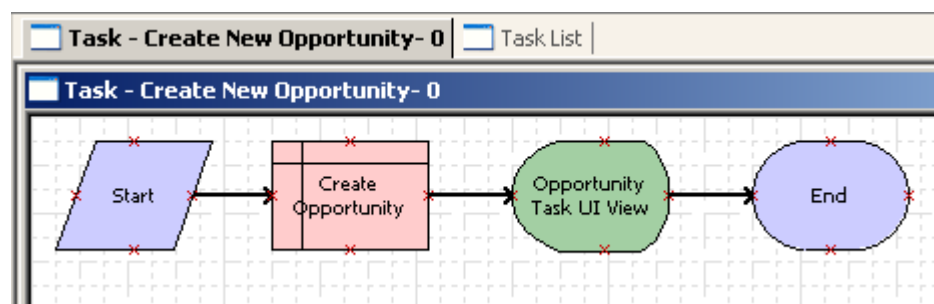 Task - Create New Opportunity- 0
Task List
Task - Create New Opportunity- 0
Start
Create
Opportunity
Opportunity
Task UI View
End